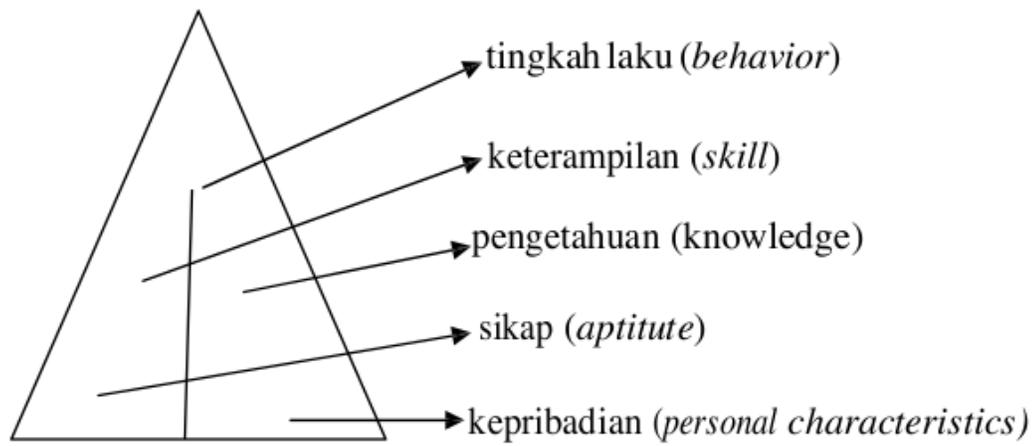 tingkah laku (behavior)
keterampilan (skill)
pengetahuan (knowledge)
sikap (aptitute)
kepribadian (personal characteristics)